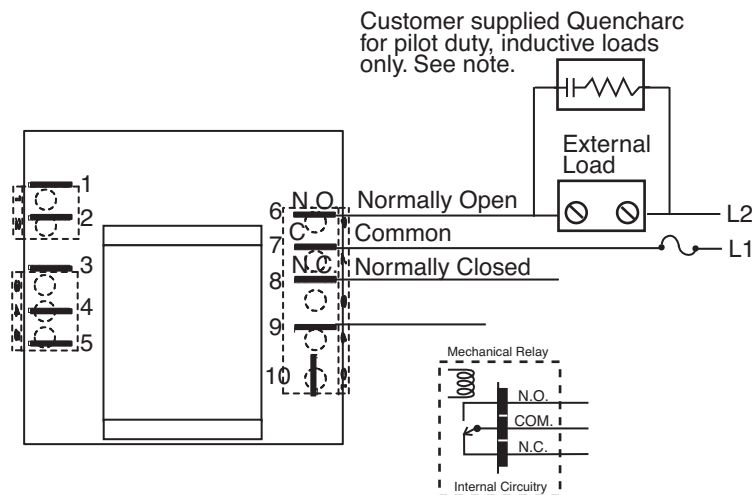 Customer supplied Quencharc
for pilot duty, inductive loads
only. See note.
External
Load
1
2
3
4
5
6
7
8
9
10
N.O.
C
N.C.
Normally Open
Common
Normally Closed
L2
L1
Mechanical Relay
N.O.
COM.
N.C.
Internal Circuitry